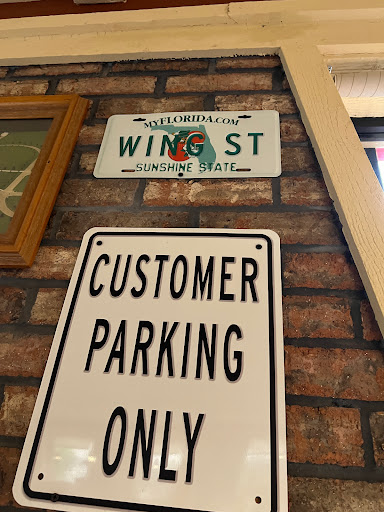 MYFLORIDA.COM
WING ST
SUNSHINE STATE
CUSTOMER
PARKING
ONLY